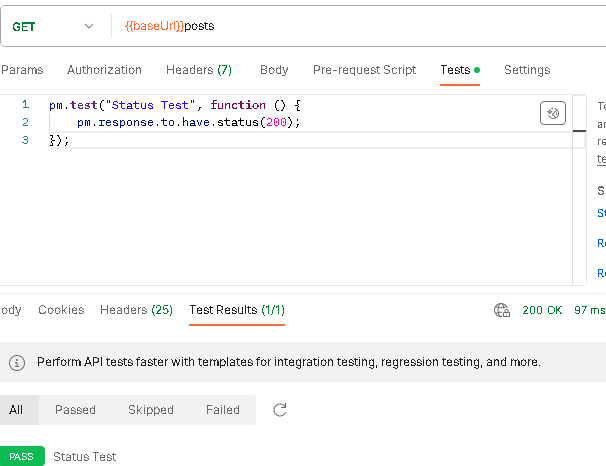 GET {{baseUrl}}posts
Params Authorization Headers (7) Body Pre-request Script Tests Settings
1 pm.test("Status Test", function () {
2 pm.response.to.have.status(200);
3 });
Te
an
re
te
S
St
Re
Re
ody Cookies Headers (25) Test Results (1/1) 200 OK 97 ms
Perform API tests faster with templates for integration testing, regression testing, and more.
All Passed Skipped Failed
PASS Status Test